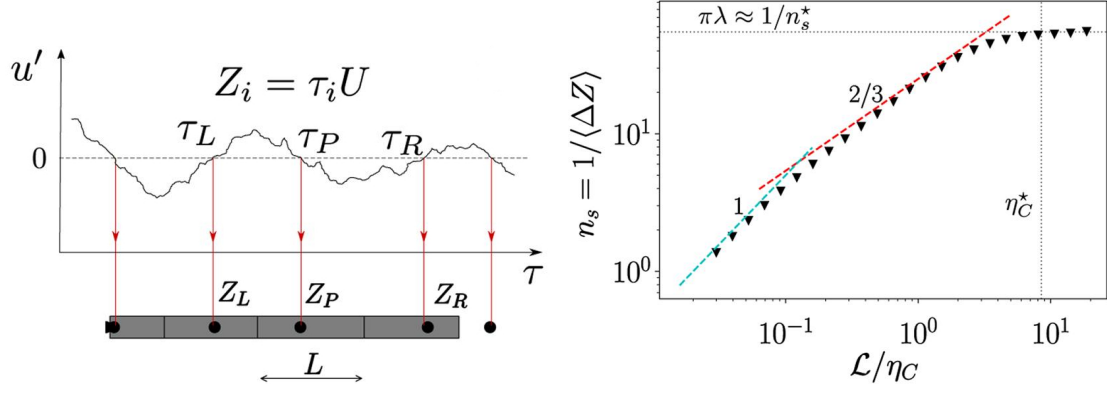 u′
Z_i = τ_i U
τ_L
τ_P
τ_R
0
τ
Z_L
Z_P
Z_R
L
πλ ≈ 1/n_s^⋆
2/3
10^1
1
η_C^⋆
10^0
n_s = 1/⟨ΔZ⟩
10^−1
10^0
10^1
ℒ/η_C